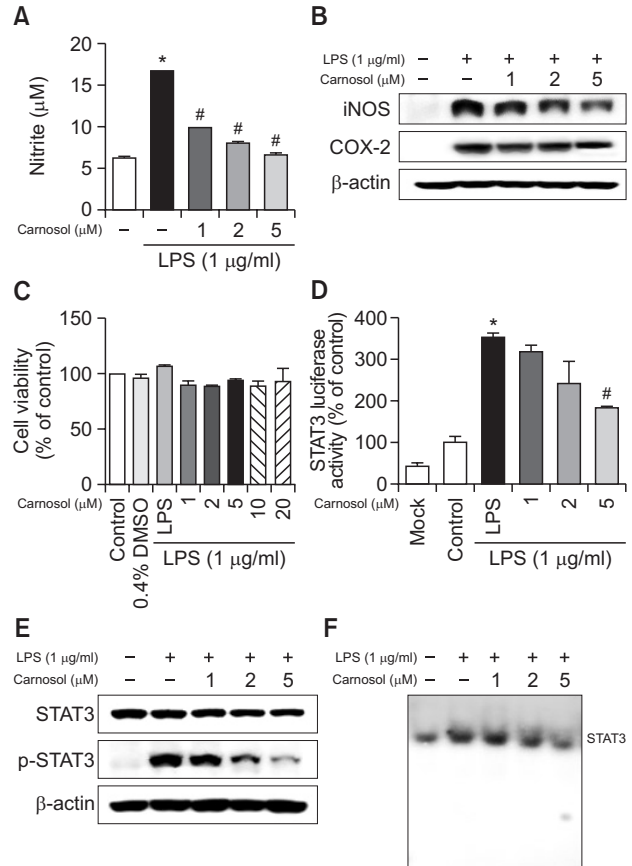 A
Nitrite (μM)
20
15
10
5
0
*
#
#
#
Carnosol (μM)
– – 1 2 5
LPS (1 μg/ml)
B
LPS (1 μg/ml) – + + + +
Carnosol (μM) – – 1 2 5
iNOS
COX-2
β-actin
C
Cell viability
(% of control)
150
100
50
0
Carnosol (μM)
Control
0.4% DMSO
LPS
1
2
5
10
20
LPS (1 μg/ml)
D
STAT3 luciferase
activity (% of control)
400
300
200
100
0
*
#
Carnosol (μM)
Mock
Control
LPS
1
2
5
LPS (1 μg/ml)
E
LPS (1 μg/ml) – + + + +
Carnosol (μM) – – 1 2 5
STAT3
p-STAT3
β-actin
F
LPS (1 μg/ml) – + + + +
Carnosol (μM) – – 1 2 5
STAT3